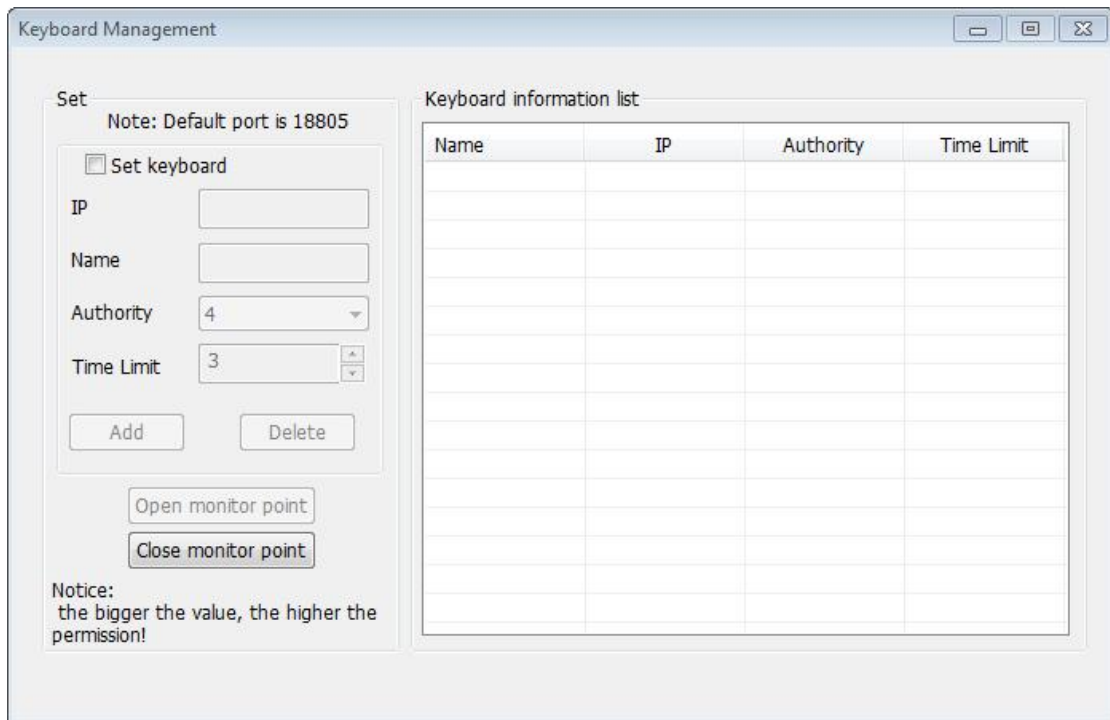 Keyboard Management
Set
Note: Default port is 18805
Set keyboard
IP
Name
Authority
4
Time Limit
3
Add
Delete
Open monitor point
Close monitor point
Notice:
the bigger the value, the higher the
permission!
Keyboard information list
Name IP Authority Time Limit